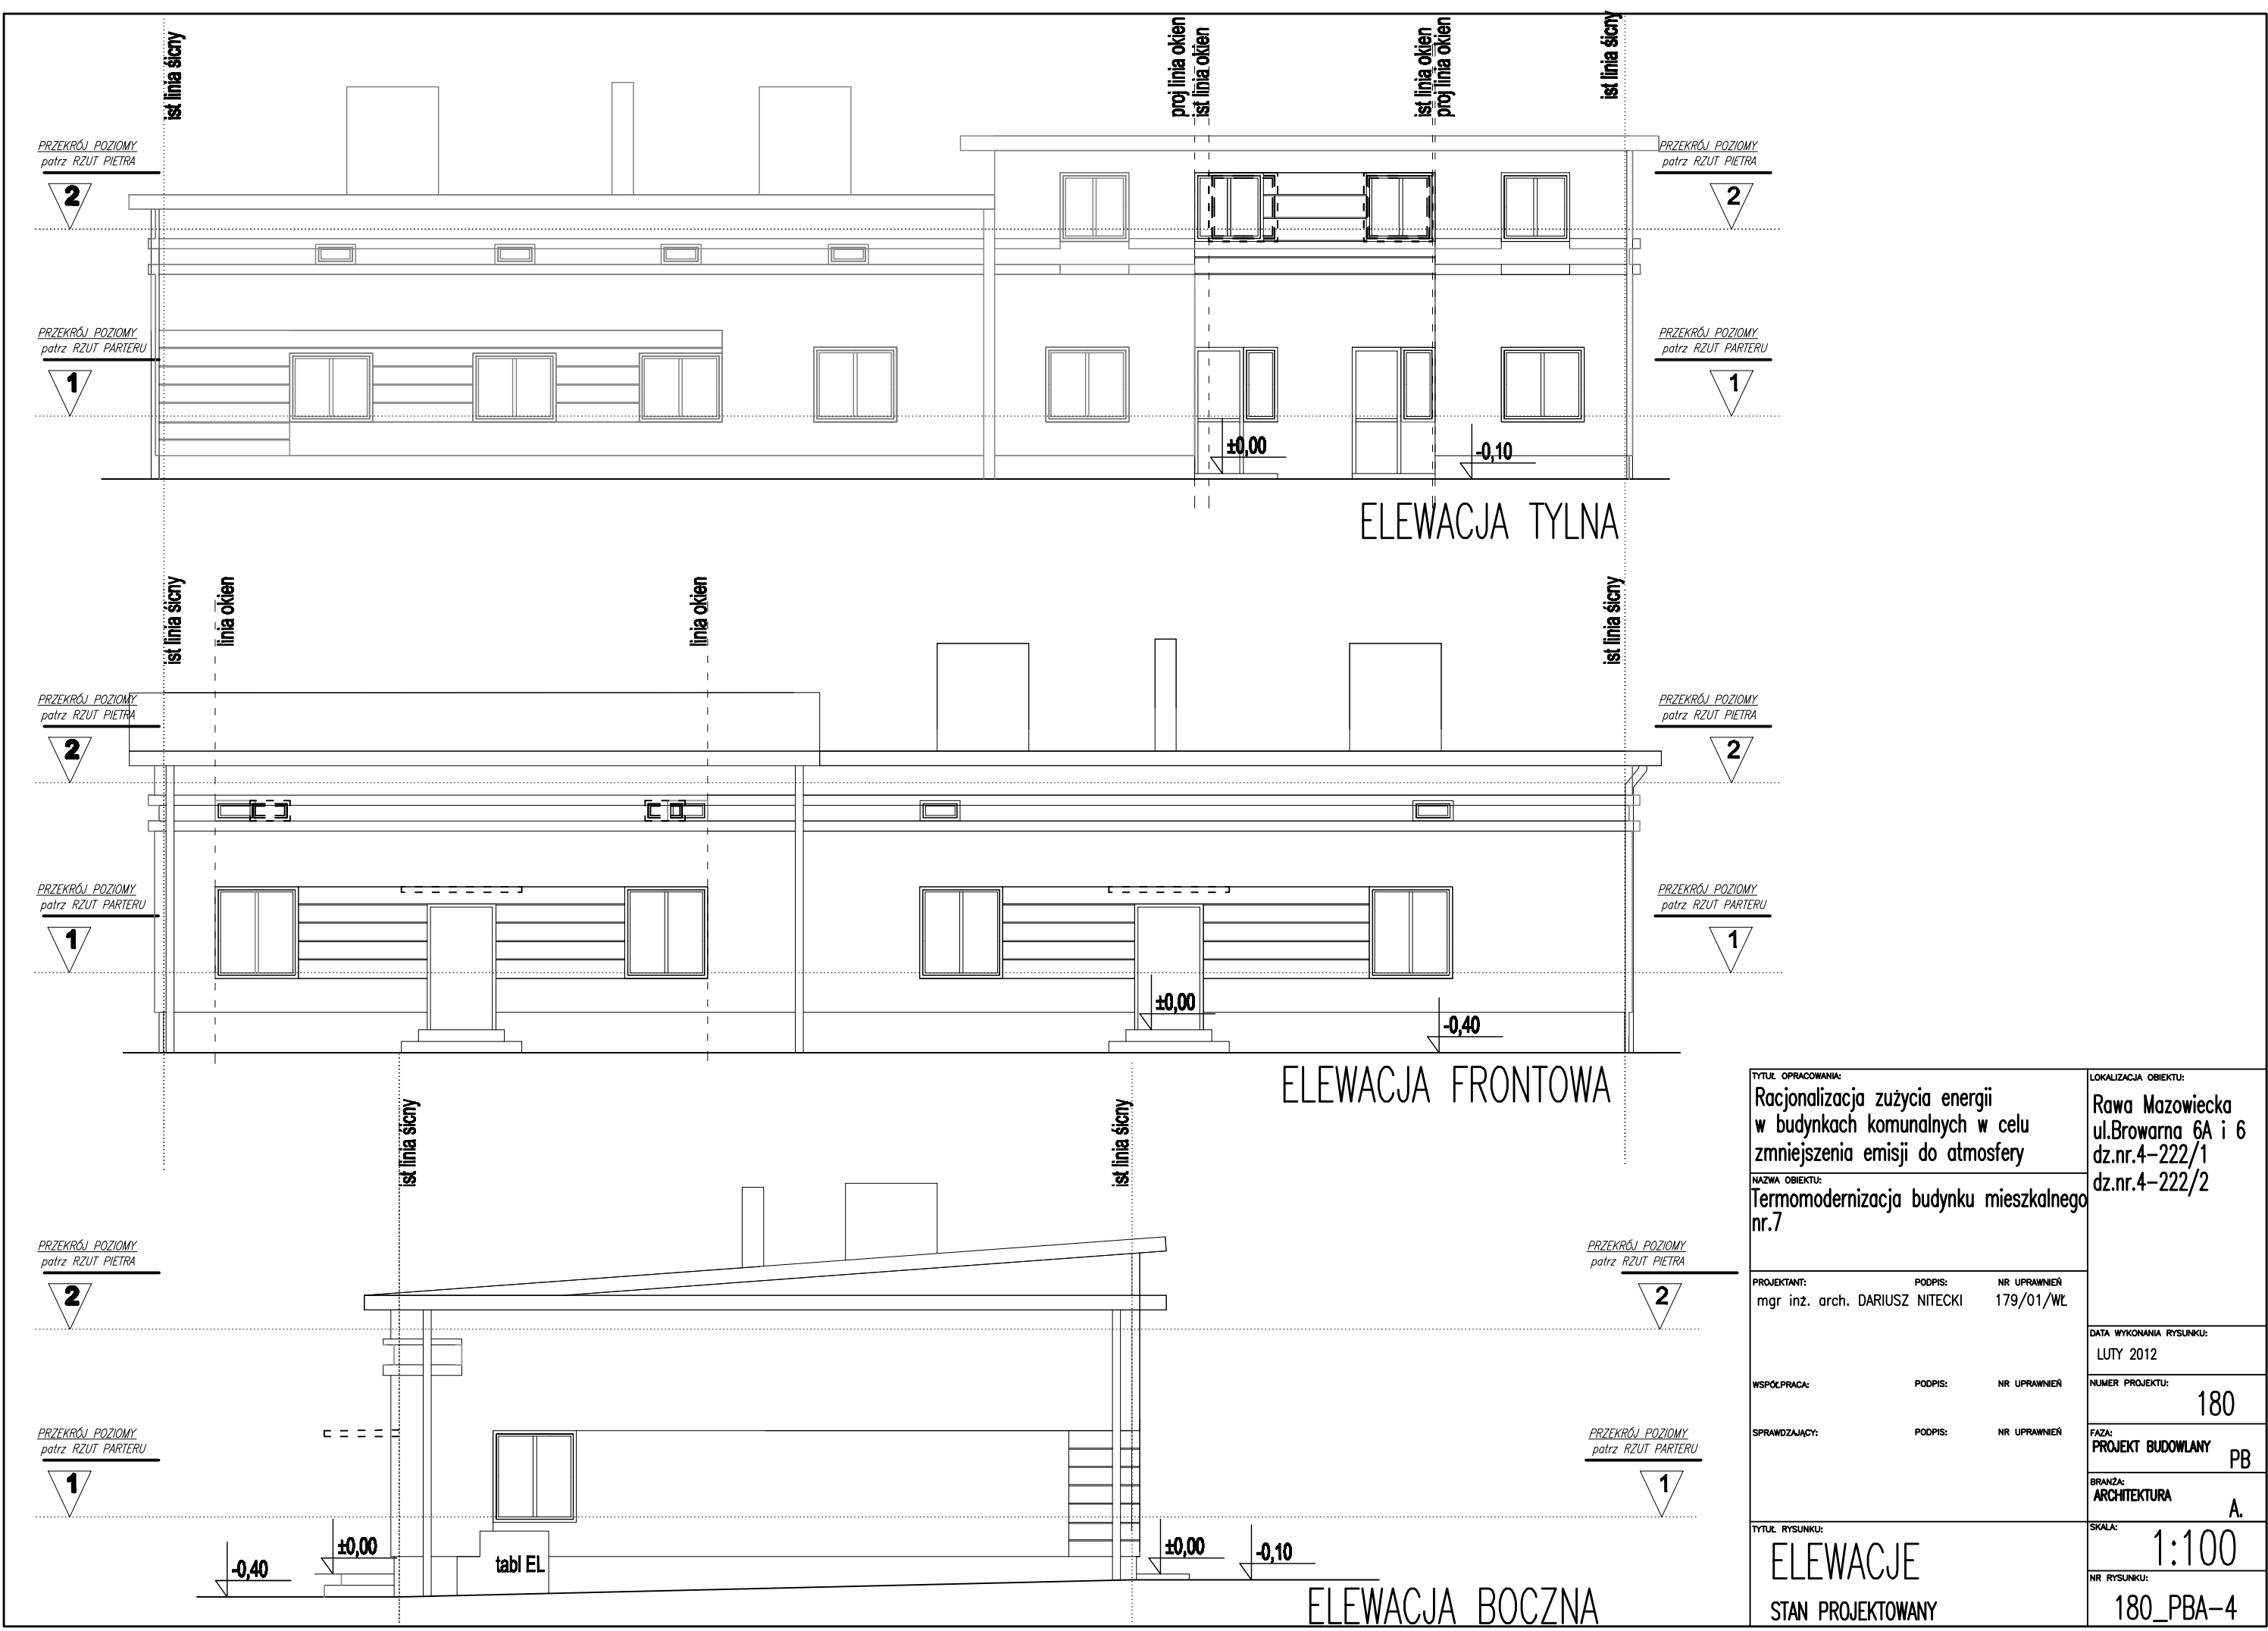 ist linia śicny
proj linia okien
ist linia okien
ist linia okien
proj linia okien
ist linia śicny
PRZEKRÓJ POZIOMY
patrz RZUT PIETRA
2
PRZEKRÓJ POZIOMY
patrz RZUT PIETRA
2
PRZEKRÓJ POZIOMY
patrz RZUT PARTERU
1
PRZEKRÓJ POZIOMY
patrz RZUT PARTERU
1
±0,00
-0,10
ELEWACJA TYLNA
ist linia śicny
linia okien
linia okien
ist linia śicny
PRZEKRÓJ POZIOMY
patrz RZUT PIETRA
2
PRZEKRÓJ POZIOMY
patrz RZUT PIETRA
2
PRZEKRÓJ POZIOMY
patrz RZUT PARTERU
1
PRZEKRÓJ POZIOMY
patrz RZUT PARTERU
1
±0,00
-0,40
ELEWACJA FRONTOWA
ist linia śicny
ist linia śicny
PRZEKRÓJ POZIOMY
patrz RZUT PIETRA
2
PRZEKRÓJ POZIOMY
patrz RZUT PIETRA
2
PRZEKRÓJ POZIOMY
patrz RZUT PARTERU
1
PRZEKRÓJ POZIOMY
patrz RZUT PARTERU
1
-0,40
±0,00
tabl EL
±0,00
-0,10
ELEWACJA BOCZNA
TYTUŁ OPRACOWANIA:
Racjonalizacja zużycia energii
w budynkach komunalnych w celu
zmniejszenia emisji do atmosfery
LOKALIZACJA OBIEKTU:
Rawa Mazowiecka
ul.Browarna 6A i 6
dz.nr.4-222/1
dz.nr.4-222/2
NAZWA OBIEKTU:
Termomodernizacja budynku mieszkalnego
nr.7
PROJEKTANT: PODPIS: NR UPRAWNIEŃ
mgr inż. arch. DARIUSZ NITECKI 179/01/WŁ
WSPÓŁPRACA: PODPIS: NR UPRAWNIEŃ
SPRAWDZAJĄCY: PODPIS: NR UPRAWNIEŃ
DATA WYKONANIA RYSUNKU:
LUTY 2012
NUMER PROJEKTU:
180
FAZA:
PROJEKT BUDOWLANY
PB
BRANŻA:
ARCHITEKTURA
A.
TYTUŁ RYSUNKU:
ELEWACJE
STAN PROJEKTOWANY
SKALA:
1:100
NR RYSUNKU:
180_PBA-4